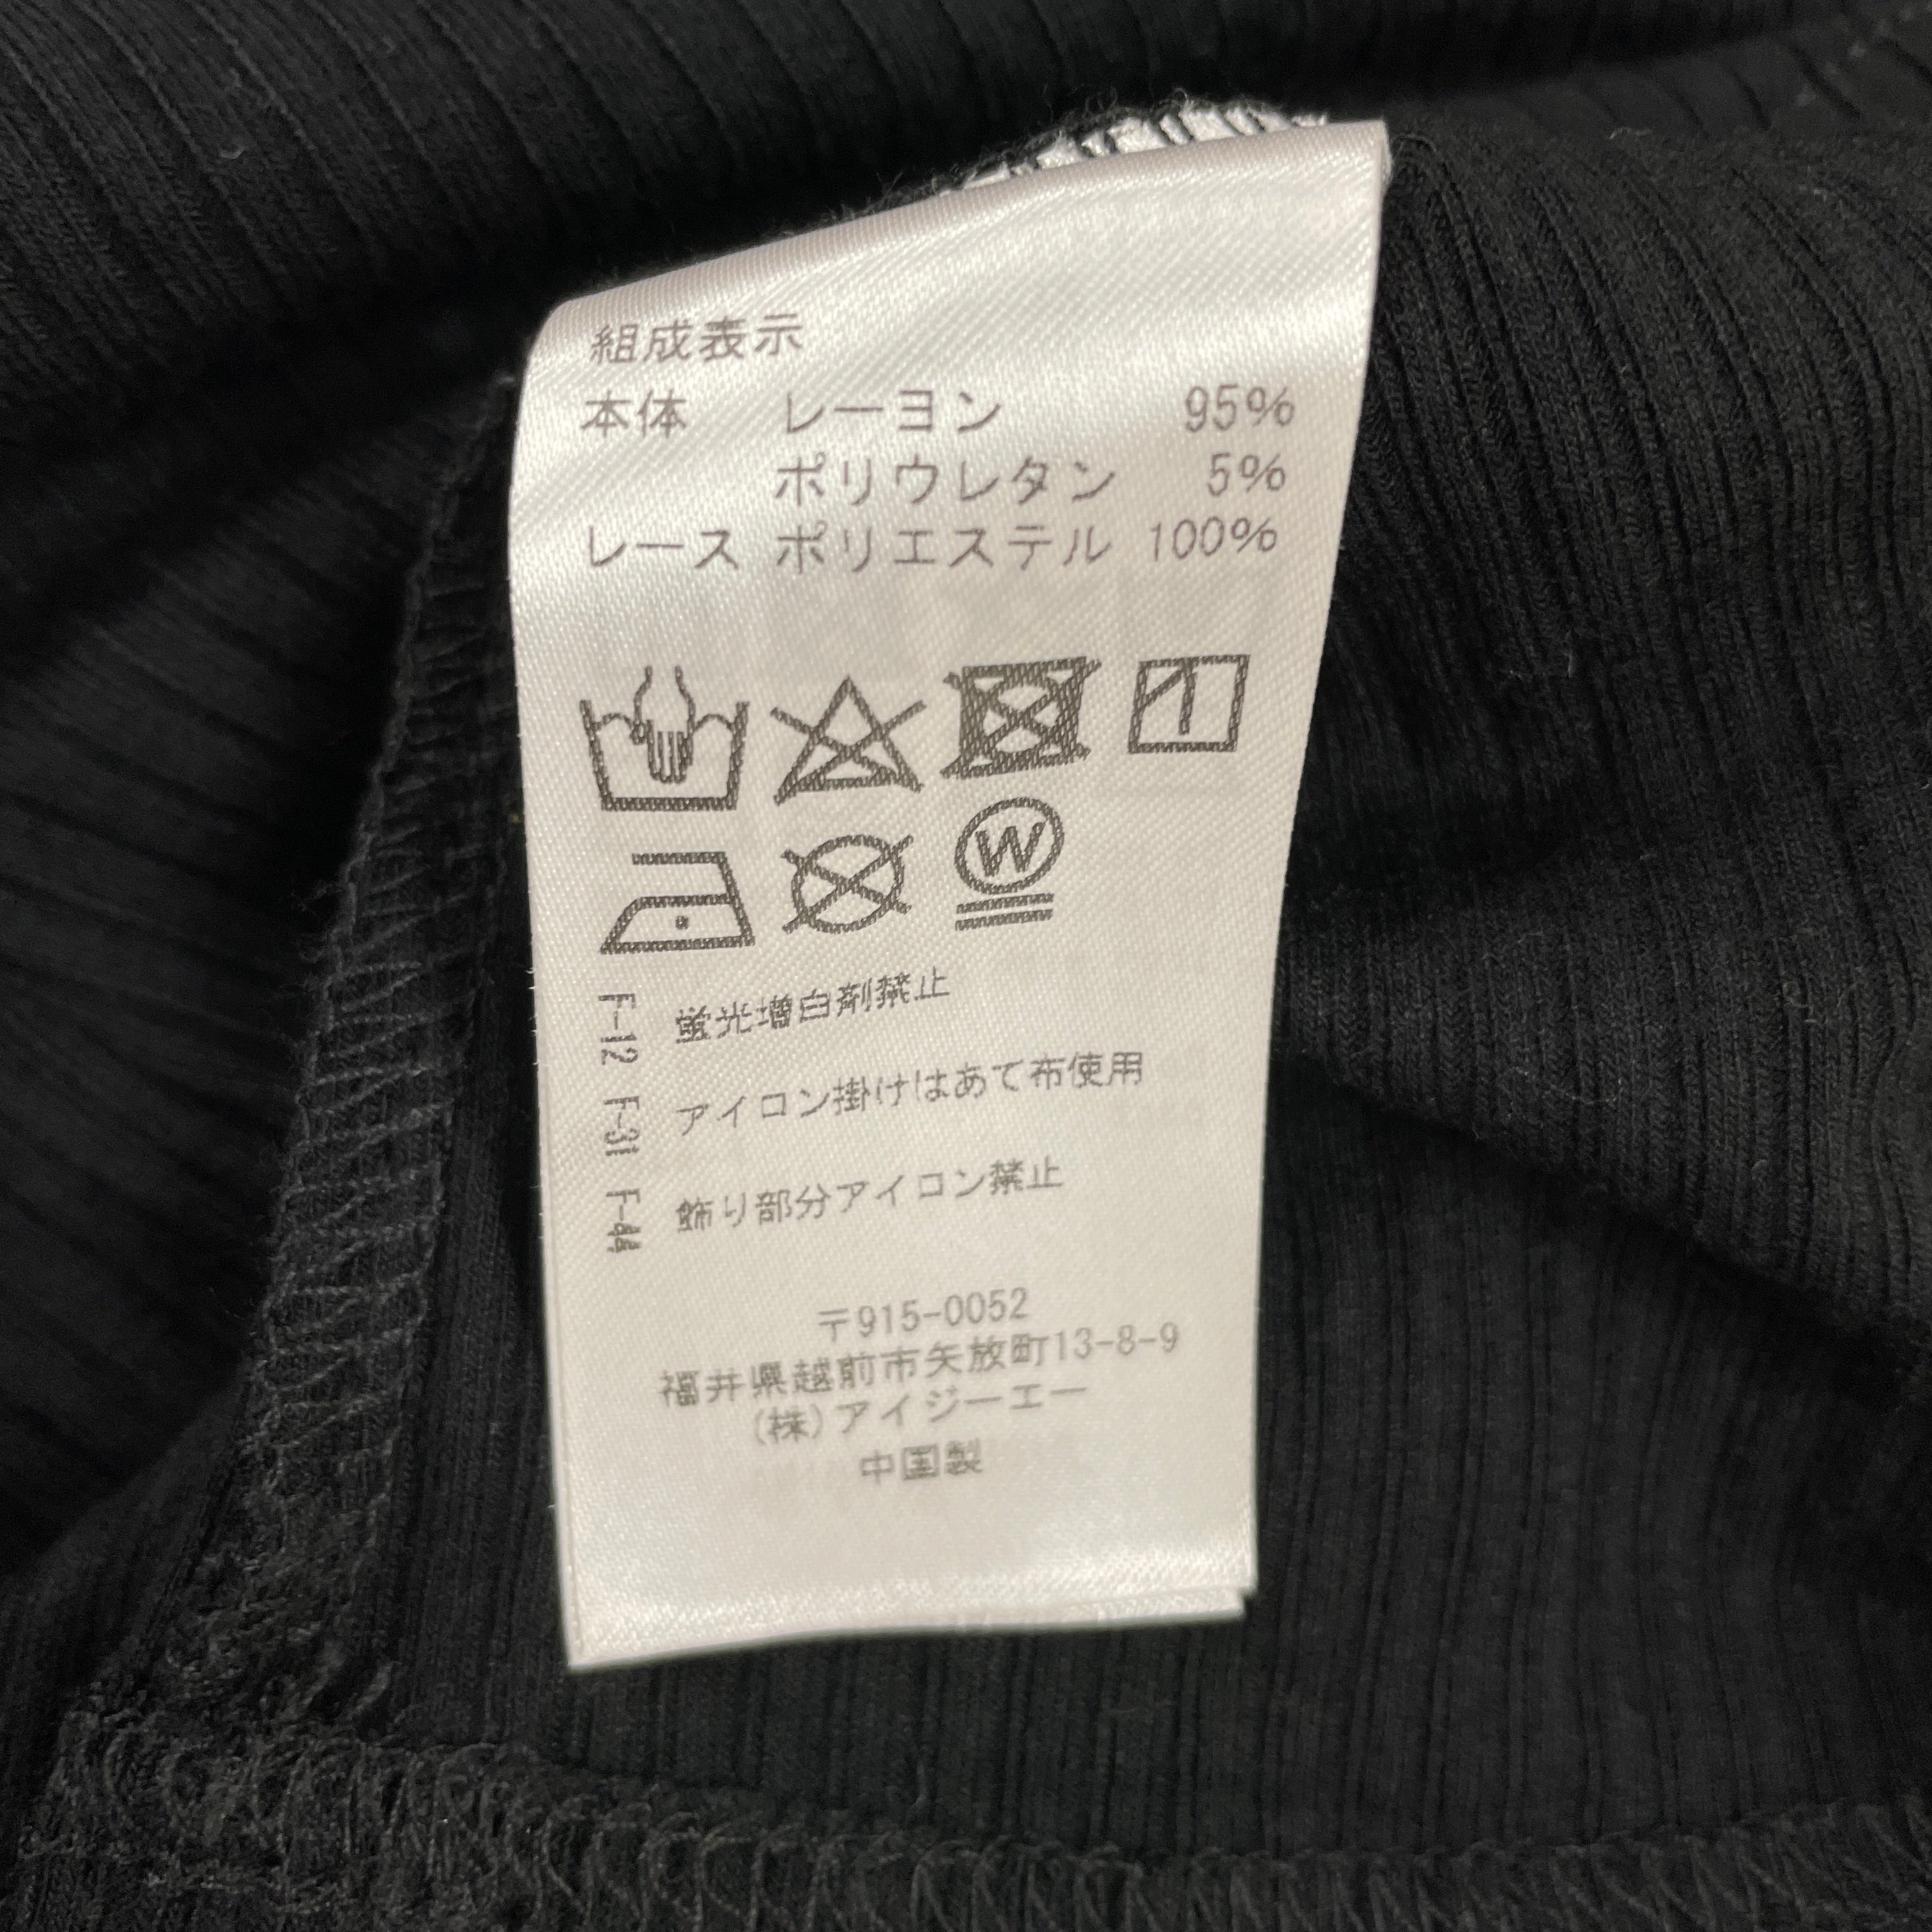 組成表示
本体 レーヨン 95%
ポリウレタン 5%
レース ポリエステル 100%
W
F-12 蛍光増白剤禁止
F-31 アイロン掛けはあて布使用
F-44 飾り部分アイロン禁止
〒915-0052
福井県越前市矢放町13-8-9
(株)アイジーエー
中国製